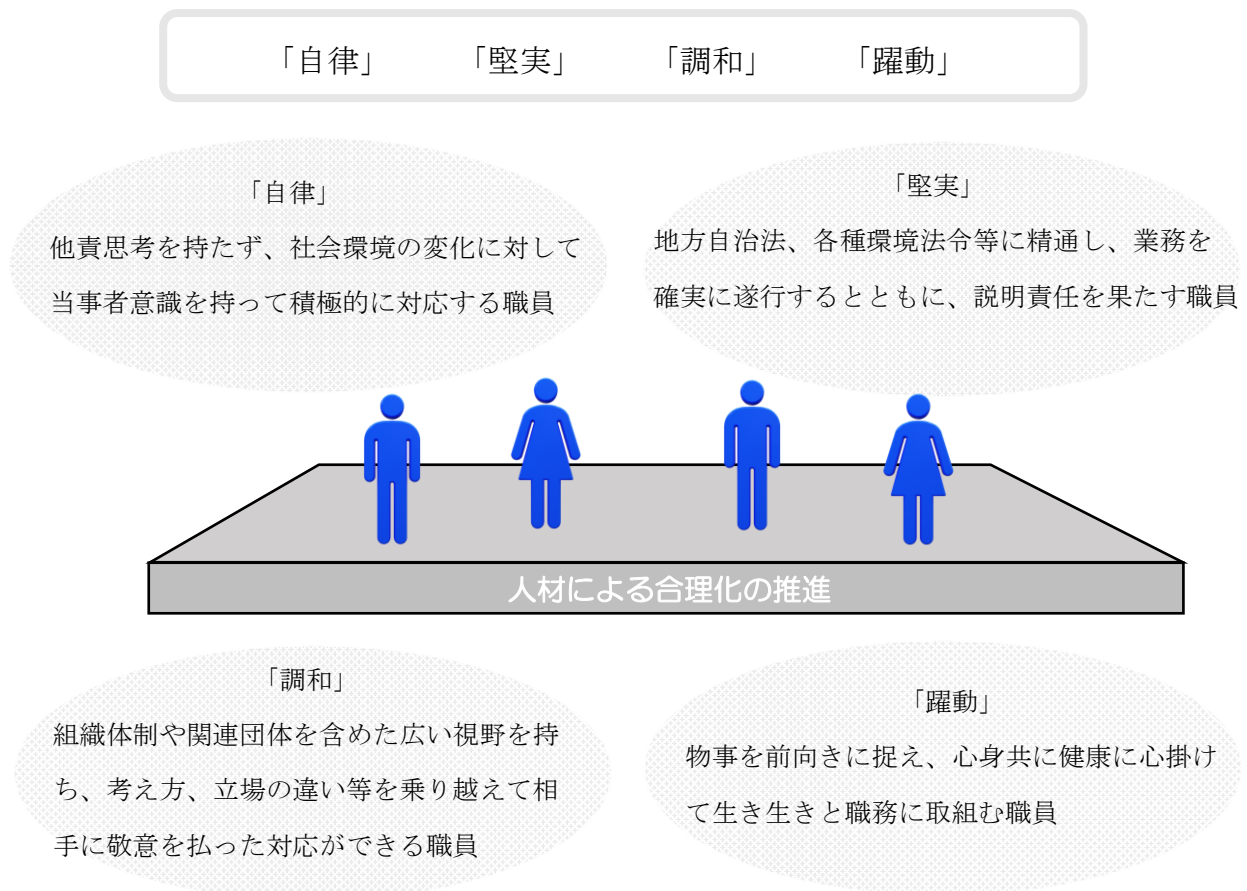 「自律」 「堅実」 「調和」 「躍動」
「自律」
他責思考を持たず、社会環境の変化に対して
当事者意識を持って積極的に対応する職員
「堅実」
地方自治法、各種環境法令等に精通し、業務を
確実に遂行するとともに、説明責任を果たす職員
人材による合理化の推進
「調和」
組織体制や関連団体を含めた広い視野を持
ち、考え方、立場の違い等を乗り越えて相
手に敬意を払った対応ができる職員
「躍動」
物事を前向きに捉え、心身共に健康に心掛け
て生き生きと職務に取組む職員